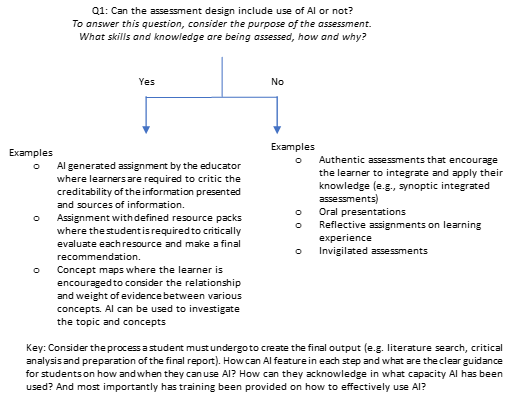 Q1: Can the assessment design include use of AI or not?
To answer this question, consider the purpose of the assessment.
What skills and knowledge are being assessed, how and why?
Yes
No
Examples
o AI generated assignment by the educator
where learners are required to critic the
creditability of the information presented
and sources of information.
o Assignment with defined resource packs
where the student is required to critically
evaluate each resource and make a final
recommendation.
o Concept maps where the learner is
encouraged to consider the relationship
and weight of evidence between various
concepts. AI can be used to investigate
the topic and concepts
Examples
o Authentic assessments that encourage
the learner to integrate and apply their
knowledge (e.g., synoptic integrated
assessments)
o Oral presentations
o Reflective assignments on learning
experience
o Invigilated assessments
Key: Consider the process a student must undergo to create the final output (e.g. literature search, critical
analysis and preparation of the final report). How can AI feature in each step and what are the clear guidance
for students on how and when they can use AI? How can they acknowledge in what capacity AI has been
used? And most importantly has training been provided on how to effectively use AI?